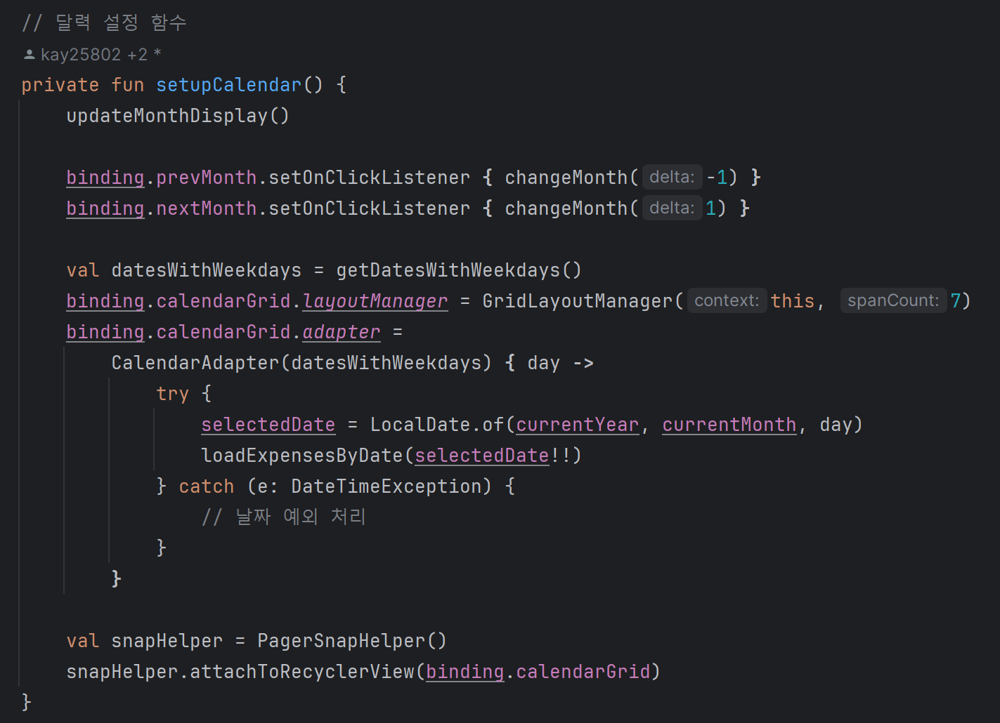 // 달력 설정 함수
kay25802 +2 *
private fun setupCalendar() {
    updateMonthDisplay()

    binding.prevMonth.setOnClickListener { changeMonth( delta: -1) }
    binding.nextMonth.setOnClickListener { changeMonth( delta: 1) }

    val datesWithWeekdays = getDatesWithWeekdays()
    binding.calendarGrid.layoutManager = GridLayoutManager( context: this, spanCount: 7)
    binding.calendarGrid.adapter =
        CalendarAdapter(datesWithWeekdays) { day ->
            try {
                selectedDate = LocalDate.of(currentYear, currentMonth, day)
                loadExpensesByDate(selectedDate!!)
            } catch (e: DateTimeException) {
                // 날짜 예외 처리
            }
        }

    val snapHelper = PagerSnapHelper()
    snapHelper.attachToRecyclerView(binding.calendarGrid)
}